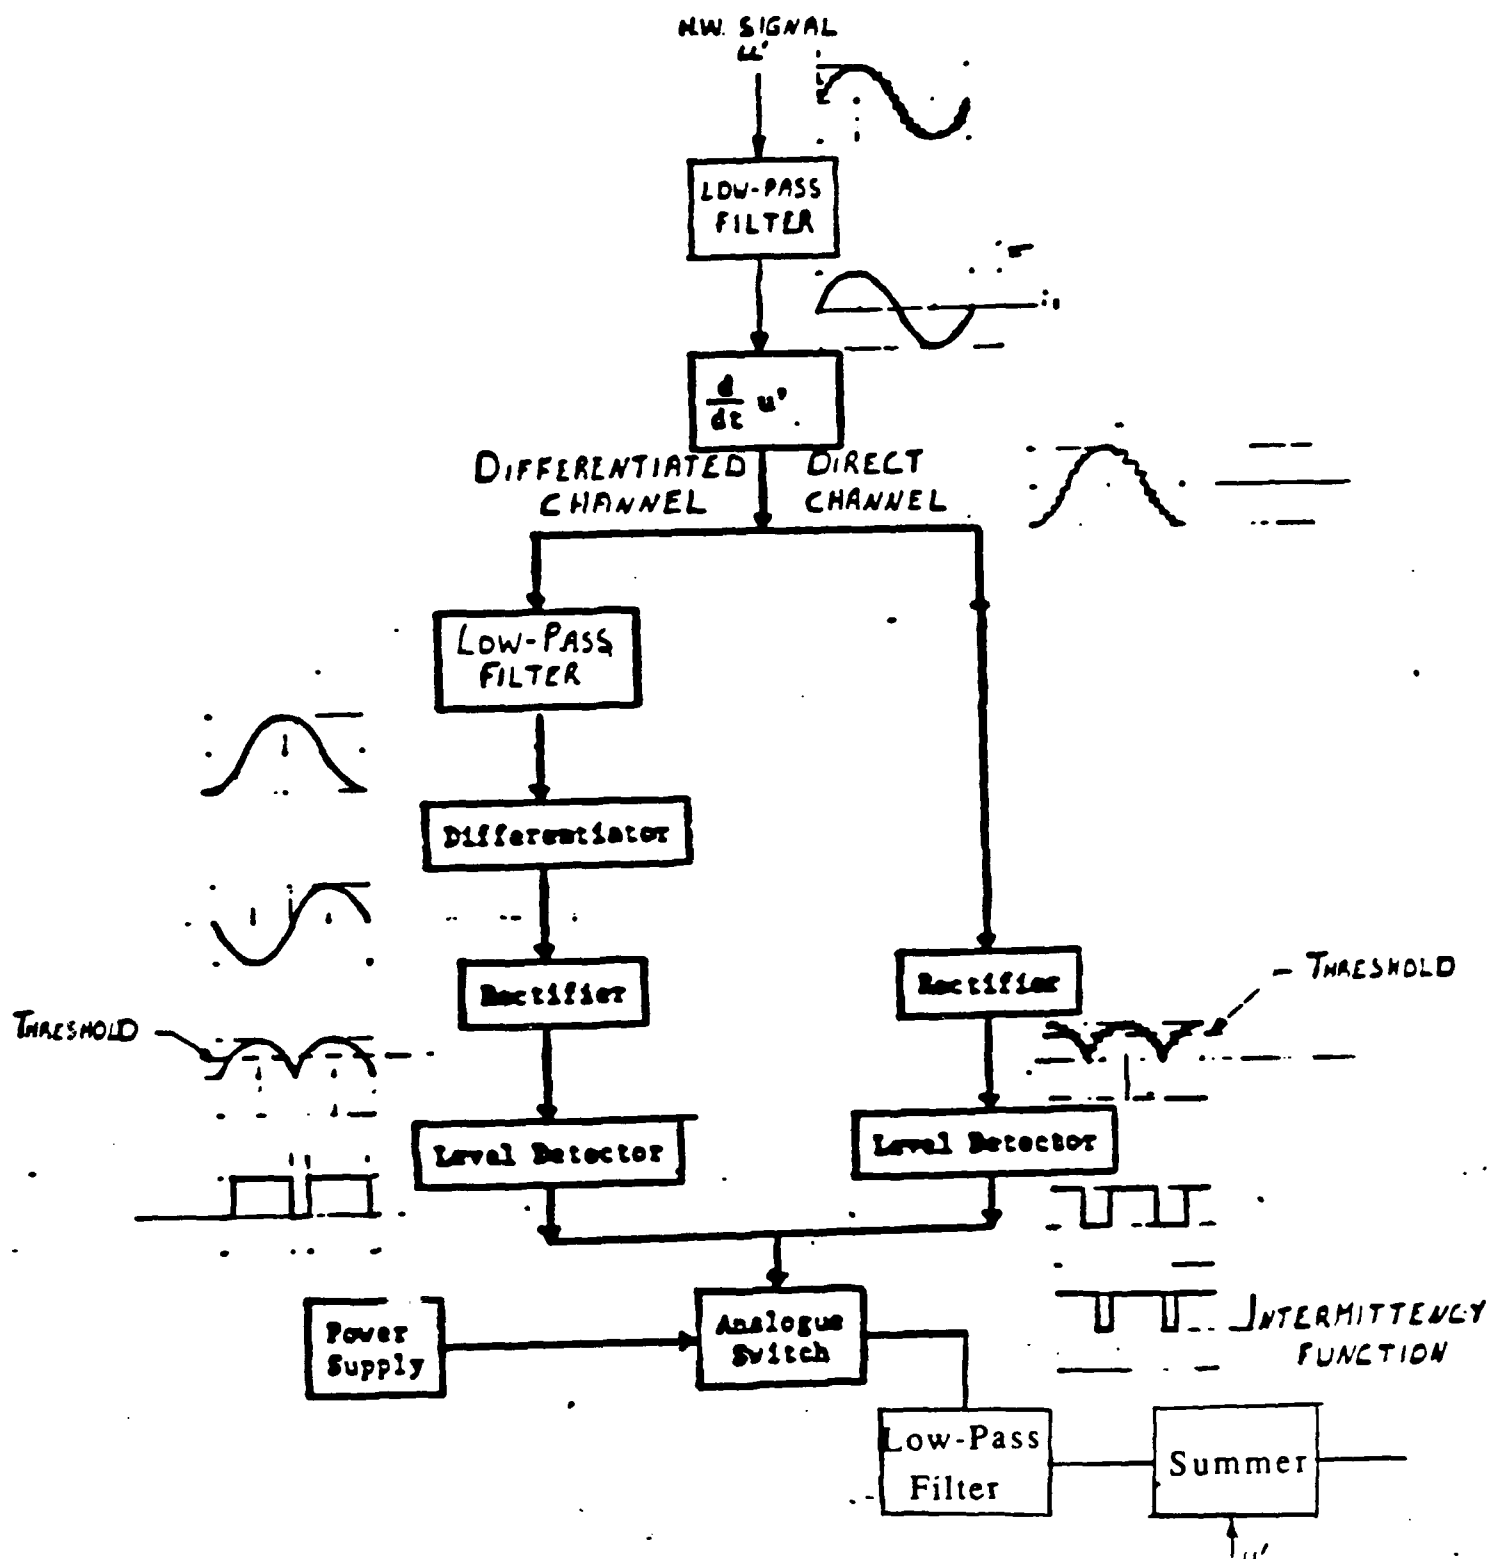 H.W. SIGNAL
u'
LOW-PASS
FILTER
d
dt u'
DIFFERENTIATED
CHANNEL
DIRECT
CHANNEL
LOW-PASS
FILTER
Differentiator
Rectifier
Rectifier
THRESHOLD
THRESHOLD
Level Detector
Level Detector
Power
Supply
Analogue
Switch
INTERMITTENCY
FUNCTION
Low-Pass
Filter
Summer
u'